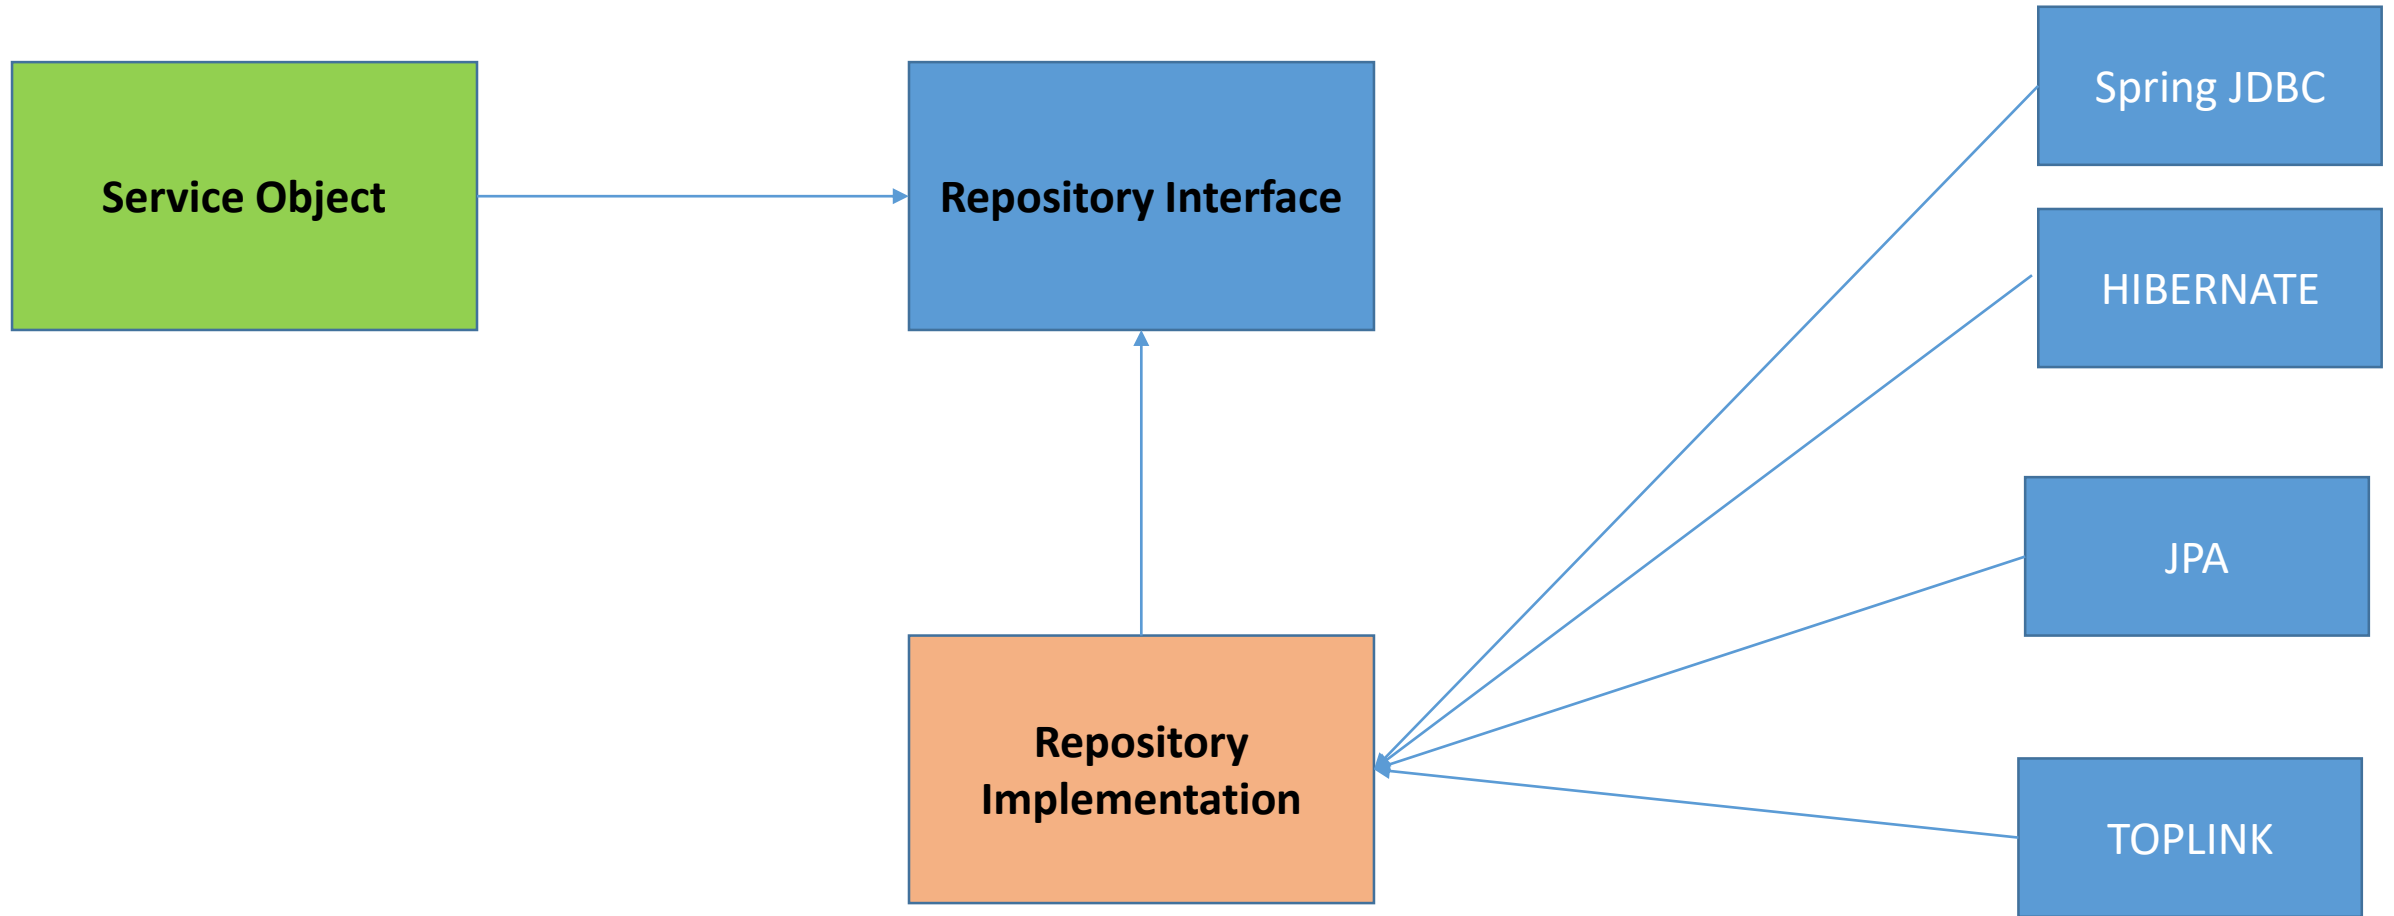 Spring JDBC
Service Object
Repository Interface
HIBERNATE
JPA
Repository
Implementation
TOPLINK